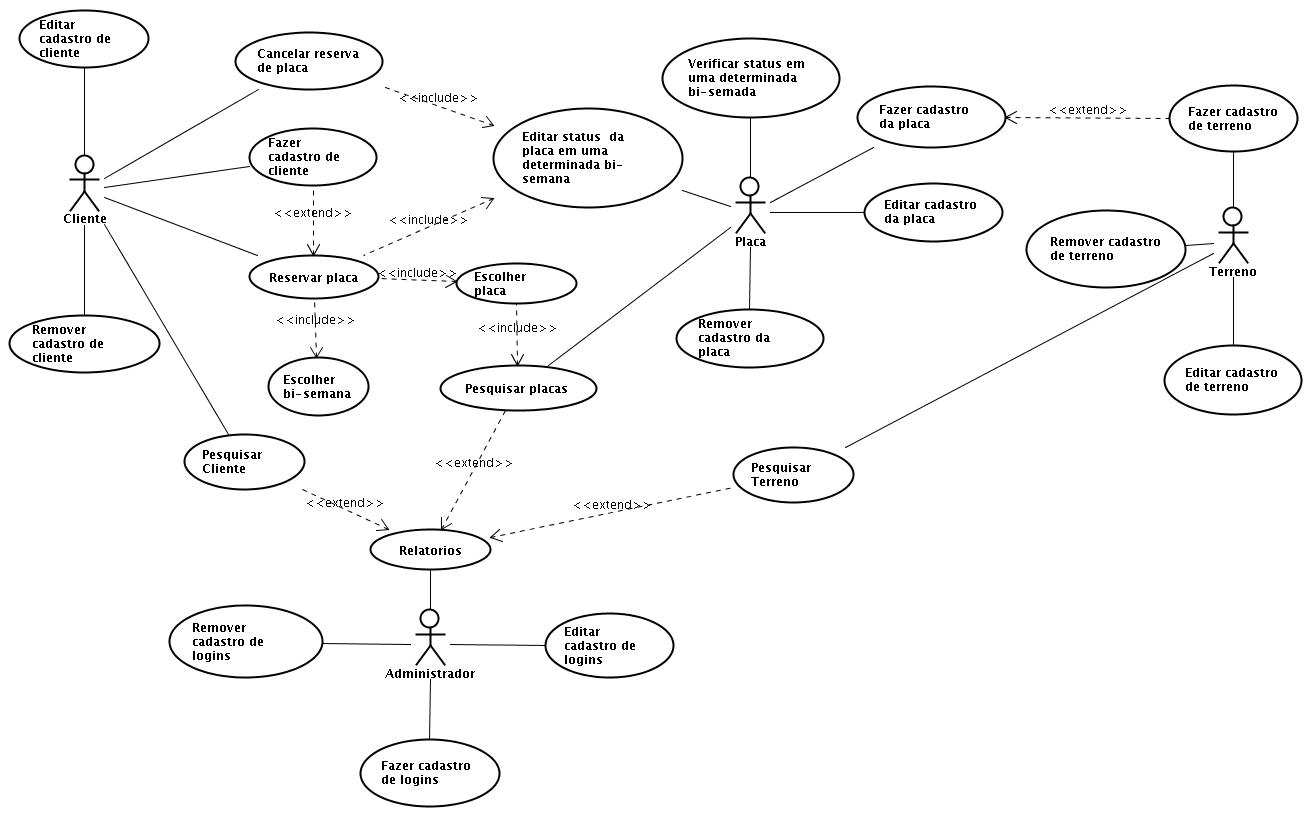 Editar
cadastro de
cliente
Cancelar reserva
de placa
<<include>>
Verificar status em
uma determinada
bi-semada
Fazer cadastro
da placa
<<extend>>
Fazer cadastro
de terreno
Fazer
cadastro de
cliente
Editar status da
placa em uma
determinada bi-
semana
Cliente
<<extend>>
<<include>>
Placa
Editar cadastro
da placa
Remover cadastro
de terreno
Terreno
Reservar placa
<<include>>
Escolher
placa
<<include>>
<<include>>
Remover
cadastro de
cliente
Remover
cadastro da
placa
Escolher
bi-semana
Pesquisar placas
Editar cadastro
de terreno
Pesquisar
Cliente
<<extend>>
Pesquisar
Terreno
<<extend>>
<<extend>>
Relatorios
Remover
cadastro de
logins
Editar
cadastro de
logins
Administrador
Fazer cadastro
de logins